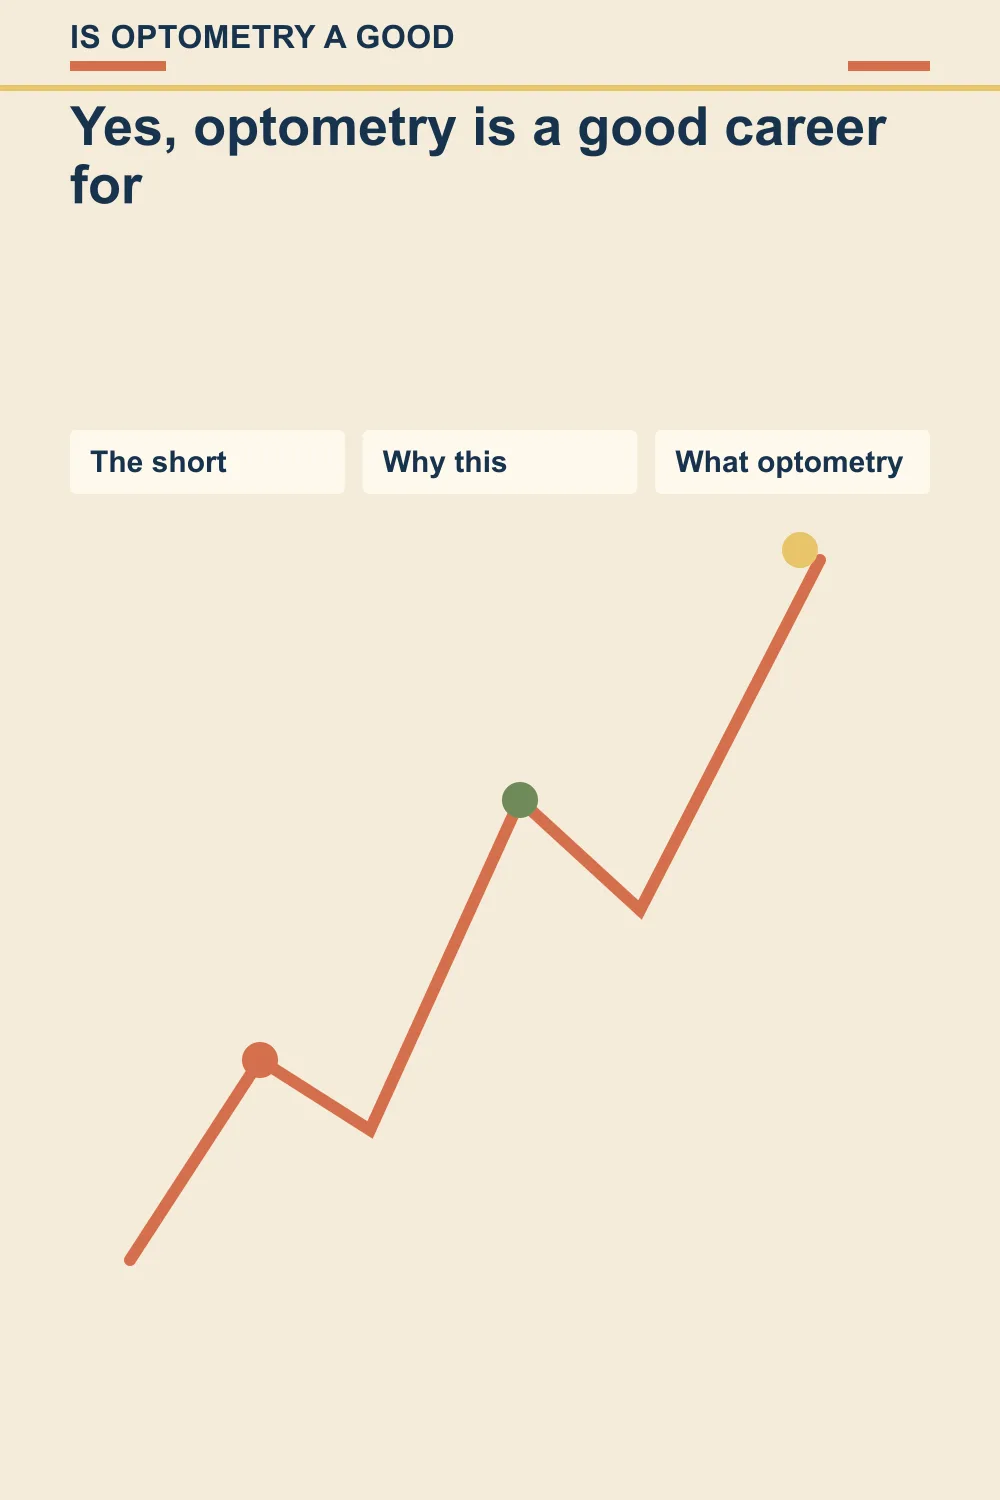 IS OPTOMETRY A GOOD
Yes, optometry is a good career
for
The short
Why this
What optometry